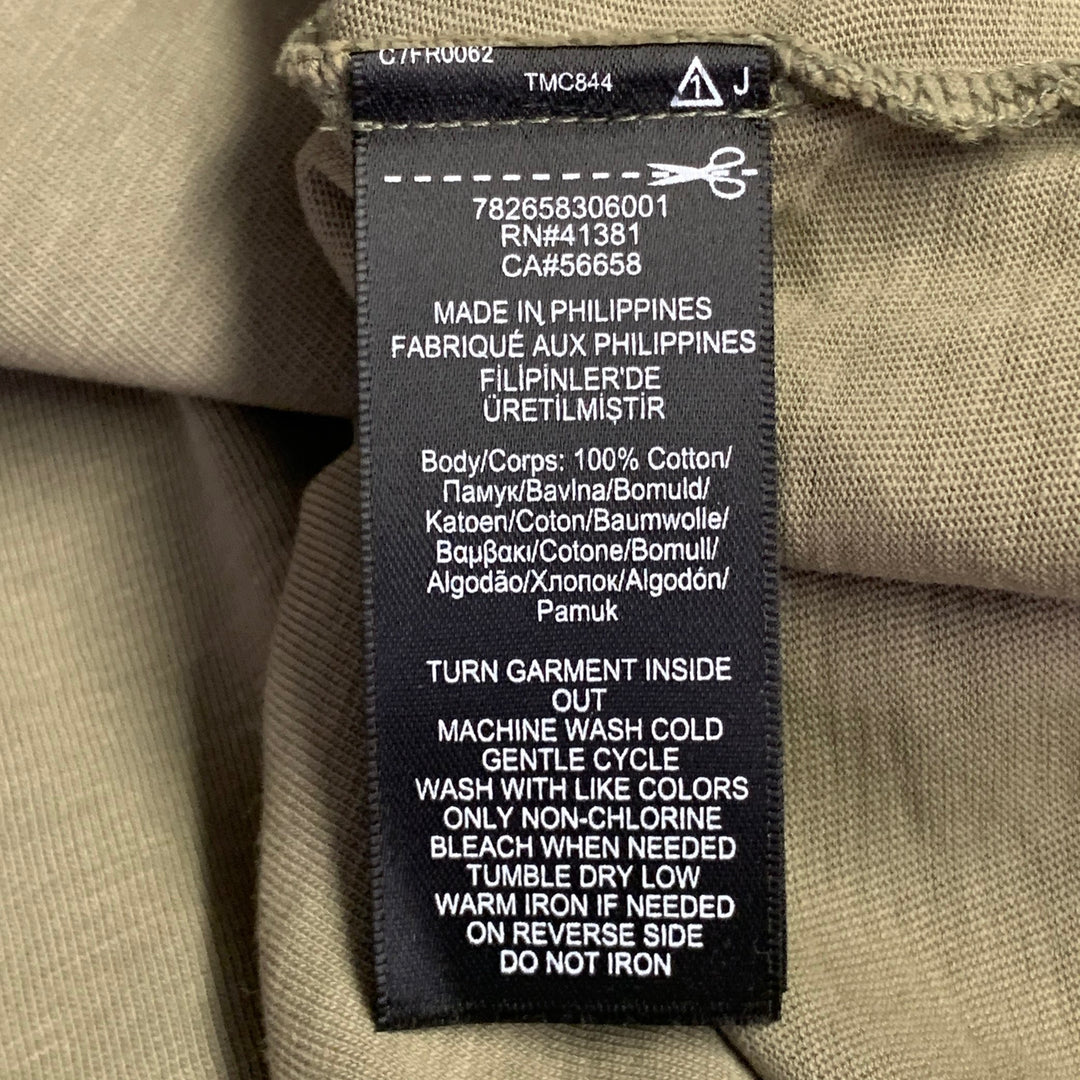 C7FR0062
TMC844
1 J
782658306001
RN#41381
CA#56658
MADE IN PHILIPPINES
FABRIQUÉ AUX PHILIPPINES
FİLİPİNLER'DE
ÜRETİLMİŞTİR
Body/Corps: 100% Cotton/
Памук/Bavlna/Bomuld/
Katoen/Coton/Baumwolle/
Βαμβακι/Cotone/Bomull/
Algodão/Хлопок/Algodón/
Pamuk
TURN GARMENT INSIDE
OUT
MACHINE WASH COLD
GENTLE CYCLE
WASH WITH LIKE COLORS
ONLY NON-CHLORINE
BLEACH WHEN NEEDED
TUMBLE DRY LOW
WARM IRON IF NEEDED
ON REVERSE SIDE
DO NOT IRON